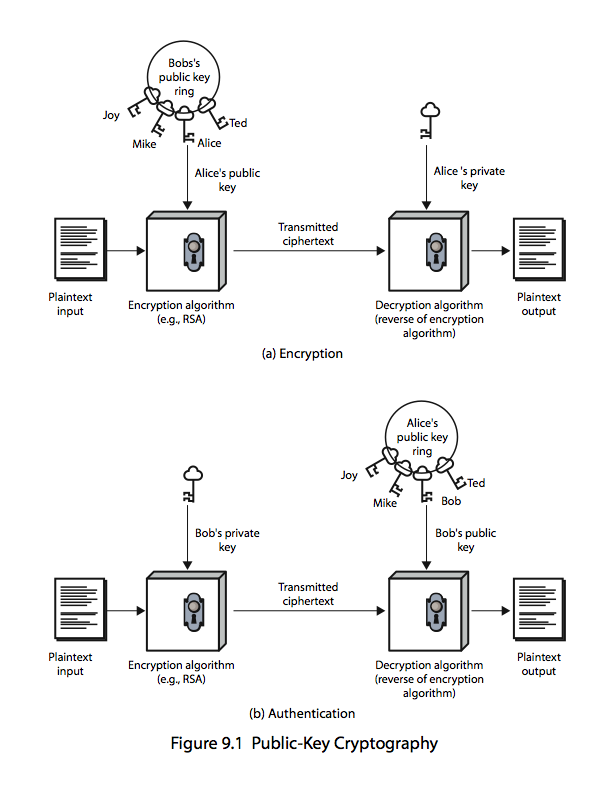 Bobs's
public key
ring
Joy
Ted
Mike
Alice
Alice's public
key
Alice 's private
key
Transmitted
ciphertext
Plaintext
input
Encryption algorithm
(e.g., RSA)
Decryption algorithm
(reverse of encryption
algorithm)
Plaintext
output
(a) Encryption
Alice's
public key
ring
Joy
Ted
Mike
Bob
Bob's private
key
Bob's public
key
Transmitted
ciphertext
Plaintext
input
Encryption algorithm
(e.g., RSA)
Decryption algorithm
(reverse of encryption
algorithm)
Plaintext
output
(b) Authentication
Figure 9.1 Public-Key Cryptography